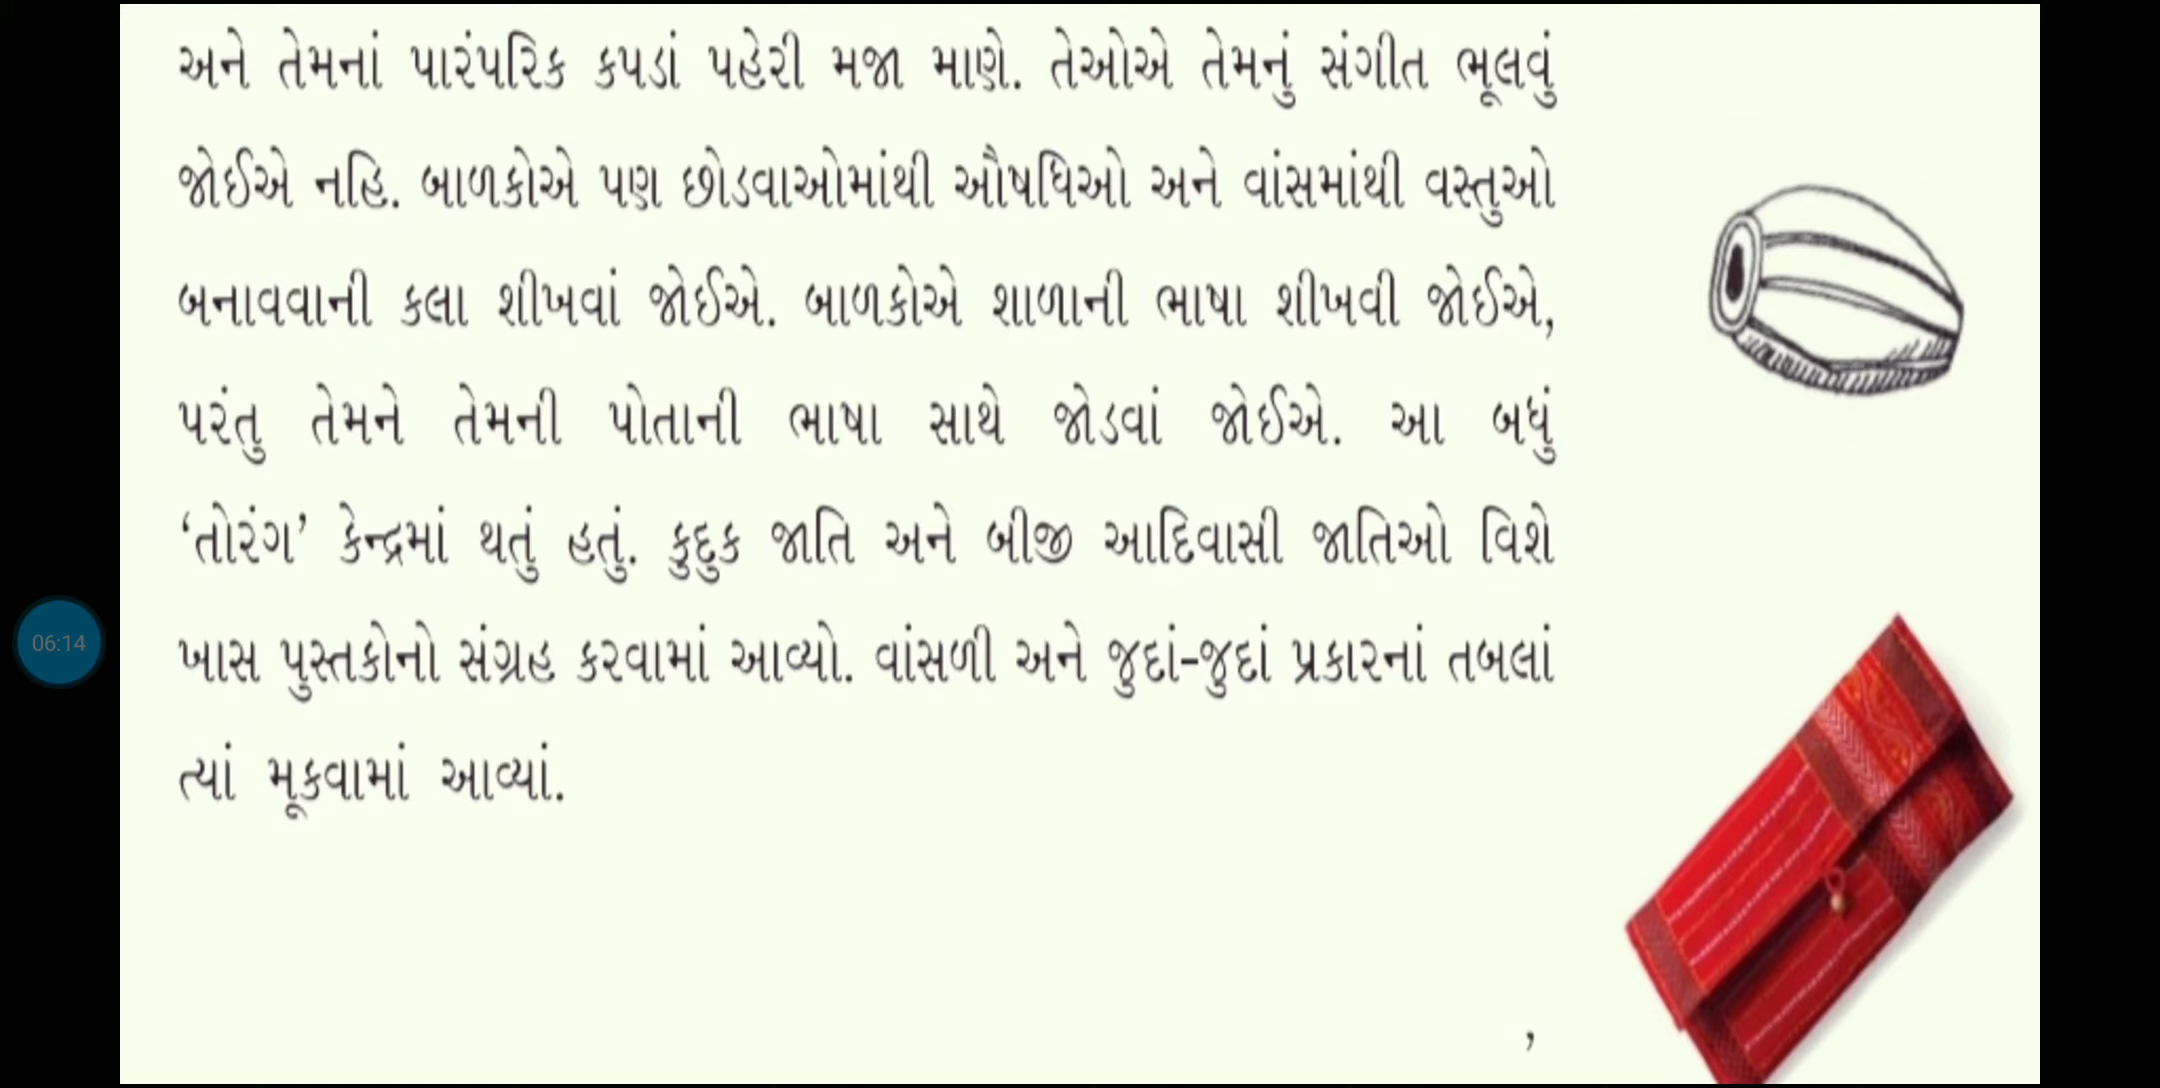 અને તેમનાં પારંપરિક કપડાં પહેરી મજા માણે. તેઓએ તેમનું સંગીત ભૂલવું
જોઈએ નહિ. બાળકોએ પણ છોડવાઓમાંથી ઔષધિઓ અને વાંસમાંથી વસ્તુઓ
બનાવવાની કલા શીખવાં જોઈએ. બાળકોએ શાળાની ભાષા શીખવી જોઈએ,
પરંતુ તેમને તેમની પોતાની ભાષા સાથે જોડવાં જોઈએ. આ બધું
‘તોરંગ’ કેન્દ્રમાં થતું હતું. કુદુક જાતિ અને બીજી આદિવાસી જાતિઓ વિશે
ખાસ પુસ્તકોનો સંગ્રહ કરવામાં આવ્યો. વાંસળી અને જુદાં-જુદાં પ્રકારનાં તબલાં
ત્યાં મૂકવામાં આવ્યાં.
06:14